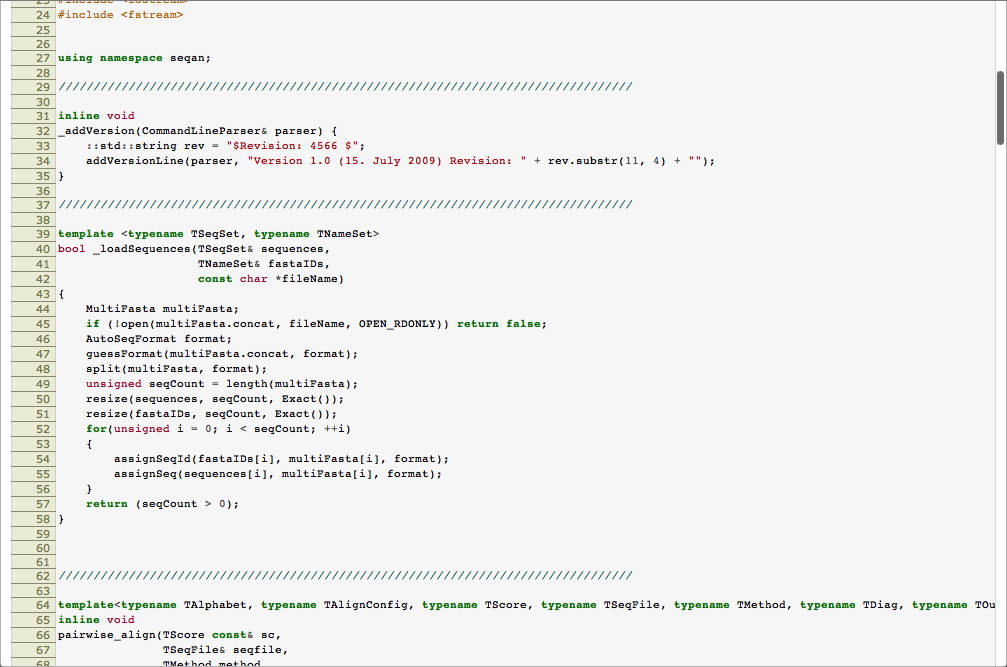 23 #include <iostream>
24 #include <fstream>
25
26
27 using namespace seqan;
28
29 //////////////////////////////////////////////////////////////////////////////////
30
31 inline void
32 _addVersion(CommandLineParser& parser) {
33     ::std::string rev = "$Revision: 4566 $";
34     addVersionLine(parser, "Version 1.0 (15. July 2009) Revision: " + rev.substr(11, 4) + "");
35 }
36
37 //////////////////////////////////////////////////////////////////////////////////
38
39 template <typename TSeqSet, typename TNameSet>
40 bool _loadSequences(TSeqSet& sequences,
41                     TNameSet& fastaIDs,
42                     const char *fileName)
43 {
44     MultiFasta multiFasta;
45     if (!open(multiFasta.concat, fileName, OPEN_RDONLY)) return false;
46     AutoSeqFormat format;
47     guessFormat(multiFasta.concat, format);
48     split(multiFasta, format);
49     unsigned seqCount = length(multiFasta);
50     resize(sequences, seqCount, Exact());
51     resize(fastaIDs, seqCount, Exact());
52     for(unsigned i = 0; i < seqCount; ++i)
53     {
54         assignSeqId(fastaIDs[i], multiFasta[i], format);
55         assignSeq(sequences[i], multiFasta[i], format);
56     }
57     return (seqCount > 0);
58 }
59
60
61
62 //////////////////////////////////////////////////////////////////////////////////
63
64 template<typename TAlphabet, typename TAlignConfig, typename TScore, typename TSeqFile, typename TMethod, typename TDiag, typename TOu
65 inline void
66 pairwise_align(TScore const& sc,
67                TSeqFile& seqfile,
68                TMethod method